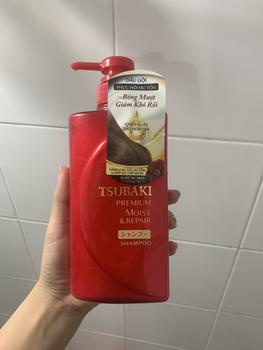 DẦU GỘI
PHỤC HỒI HƯ TỔN
Bóng Mượt
Giảm Khô Rối
TSUBAKI
PREMIUM
MOIST
& REPAIR
シャンプー
SHAMPOO